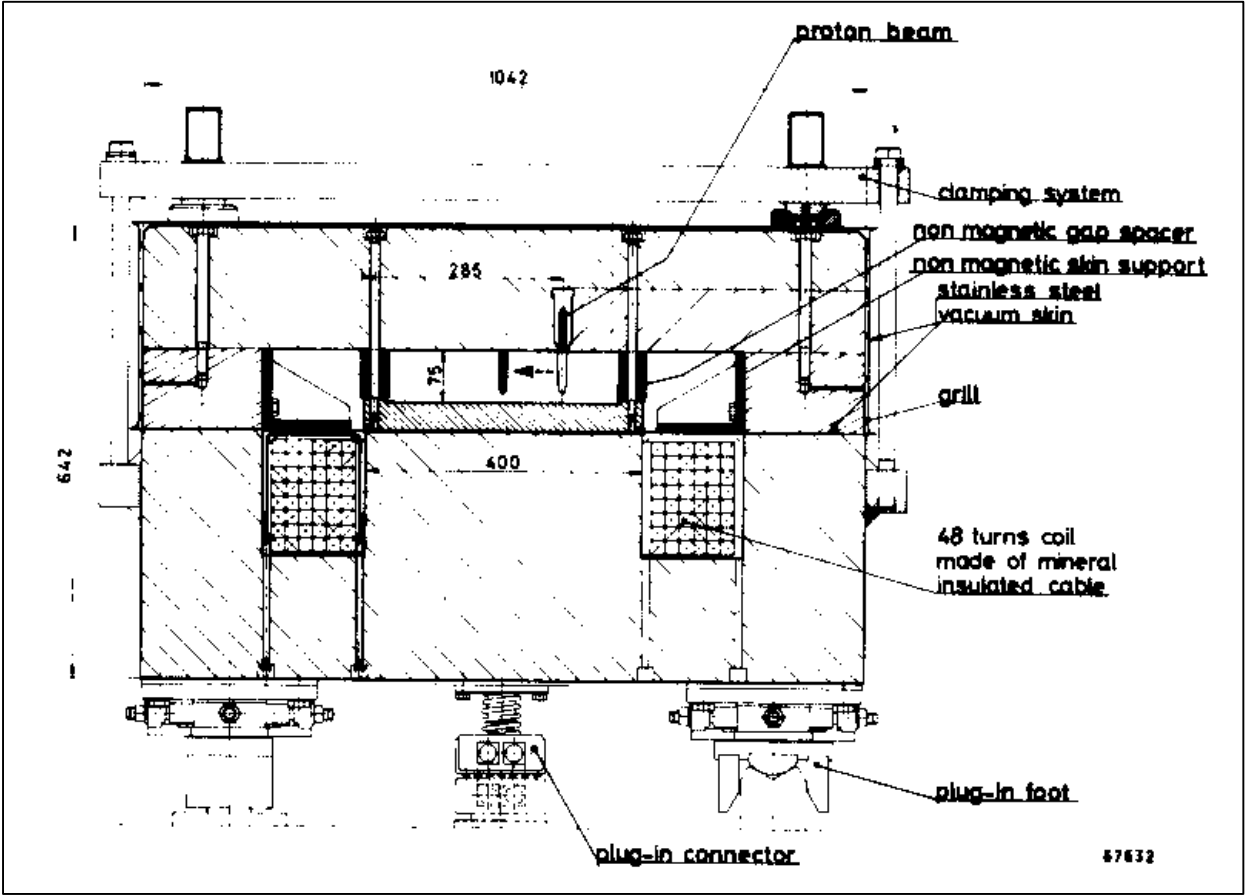 proton beam
1042
clamping system
non magnetic gap spacer
non magnetic skin support
285
stainless steel
vacuum skin
75
grill
642
400
48 turns coil
made of mineral
insulated cable
plug-in foot
plug-in connector
67632